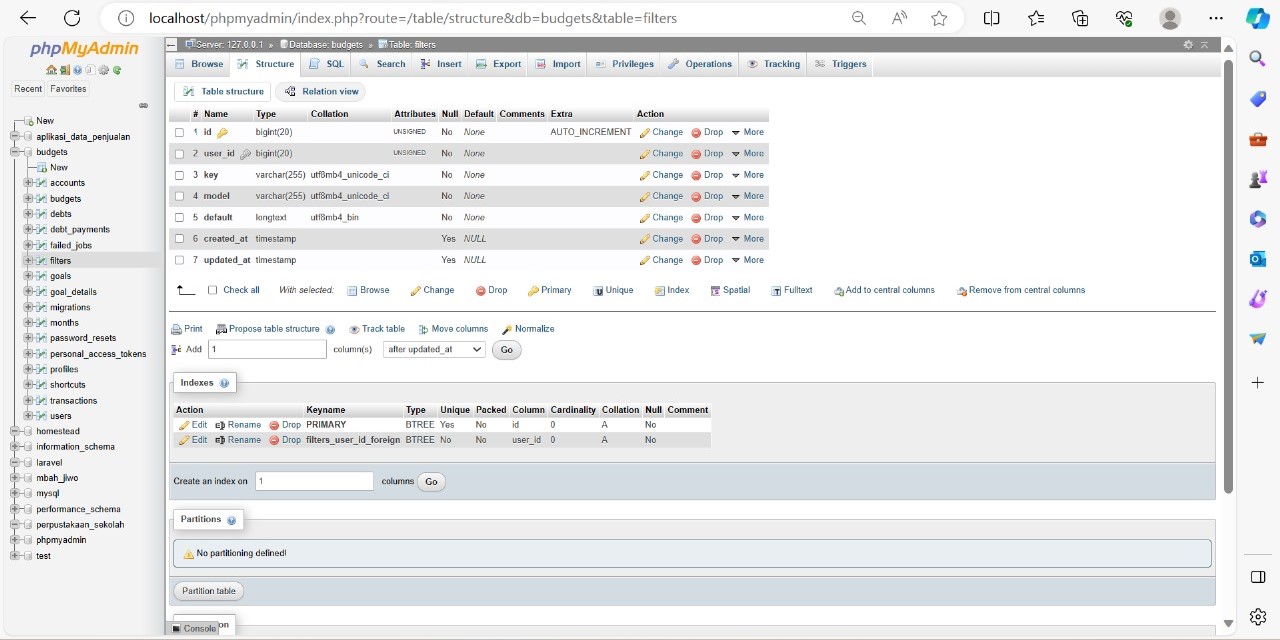 localhost/phpmyadmin/index.php?route=/table/structure&db=budgets&table=filters
phpMyAdmin
Recent Favorites
New
aplikasi_data_penjualan
budgets
New
accounts
budgets
debts
debt_payments
failed_jobs
filters
goals
goal_details
migrations
months
password_resets
personal_access_tokens
profiles
shortcuts
transactions
users
homestead
information_schema
laravel
mbah_jiwo
mysql
performance_schema
perpustakaan_sekolah
phpmyadmin
test
Server: 127.0.0.1 » Database: budgets » Table: filters
Browse Structure SQL Search Insert Export Import Privileges Operations Tracking Triggers
Table structure Relation view
# Name Type Collation Attributes Null Default Comments Extra Action
1 id bigint(20) UNSIGNED No None AUTO_INCREMENT Change Drop More
2 user_id bigint(20) UNSIGNED No None Change Drop More
3 key varchar(255) utf8mb4_unicode_ci No None Change Drop More
4 model varchar(255) utf8mb4_unicode_ci No None Change Drop More
5 default longtext utf8mb4_bin No None Change Drop More
6 created_at timestamp Yes NULL Change Drop More
7 updated_at timestamp Yes NULL Change Drop More
Check all With selected: Browse Change Drop Primary Unique Index Spatial Fulltext Add to central columns Remove from central columns
Print Propose table structure Track table Move columns Normalize
Add 1 column(s) after updated_at Go
Indexes
Action Keyname Type Unique Packed Column Cardinality Collation Null Comment
Edit Rename Drop PRIMARY BTREE Yes No id 0 A No
Edit Rename Drop filters_user_id_foreign BTREE No No user_id 0 A No
Create an index on 1 columns Go
Partitions
No partitioning defined!
Partition table
Console on